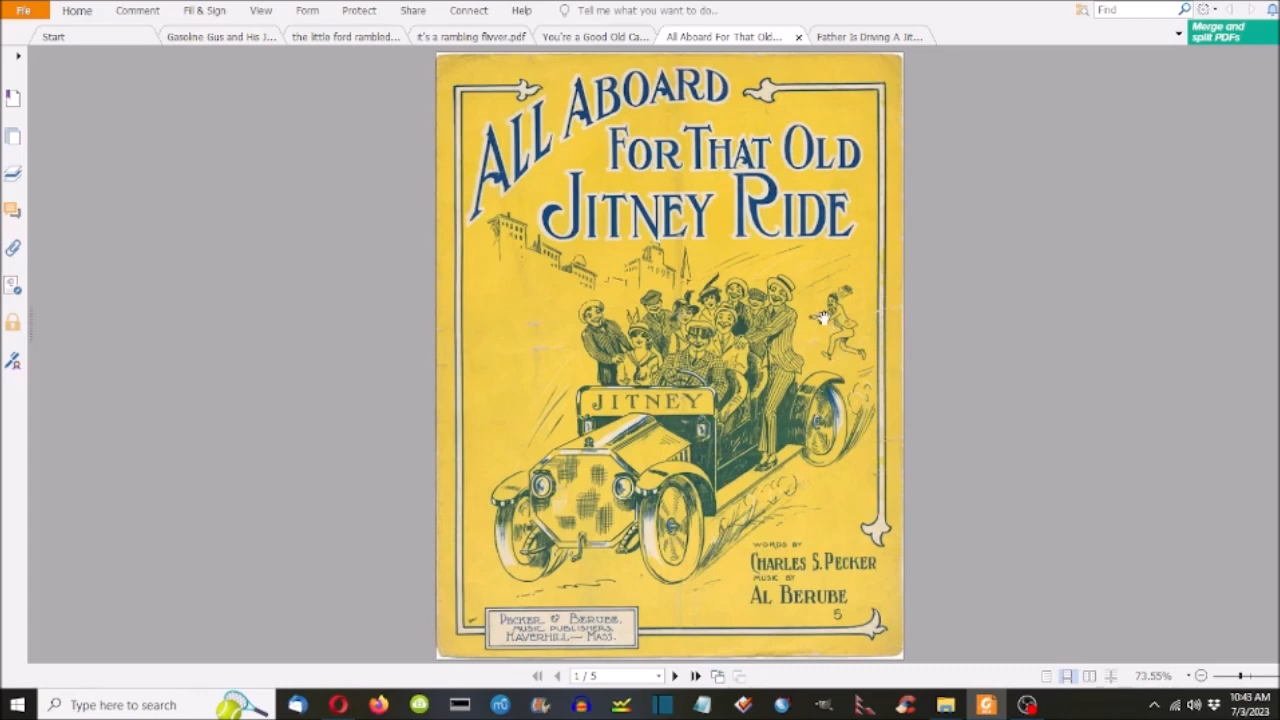 File Home Comment Fill & Sign View Form Protect Share Connect Help Tell me what you want to do... Find
Start Gasoline Gus and His J... the little ford rambled... it's a rambling flivver.pdf You're a Good Old Ca... All Aboard For That Old... Father Is Driving A Jit...
Merge and
split PDFs
ALL ABOARD
FOR THAT OLD
JITNEY RIDE
JITNEY
WORDS BY
CHARLES S. PECKER
MUSIC BY
AL BERUBE
5
PECKER & BERUBE,
MUSIC PUBLISHERS,
HAVERHILL — MASS.
1 / 5
73.55%
Type here to search
10:43 AM
7/3/2023